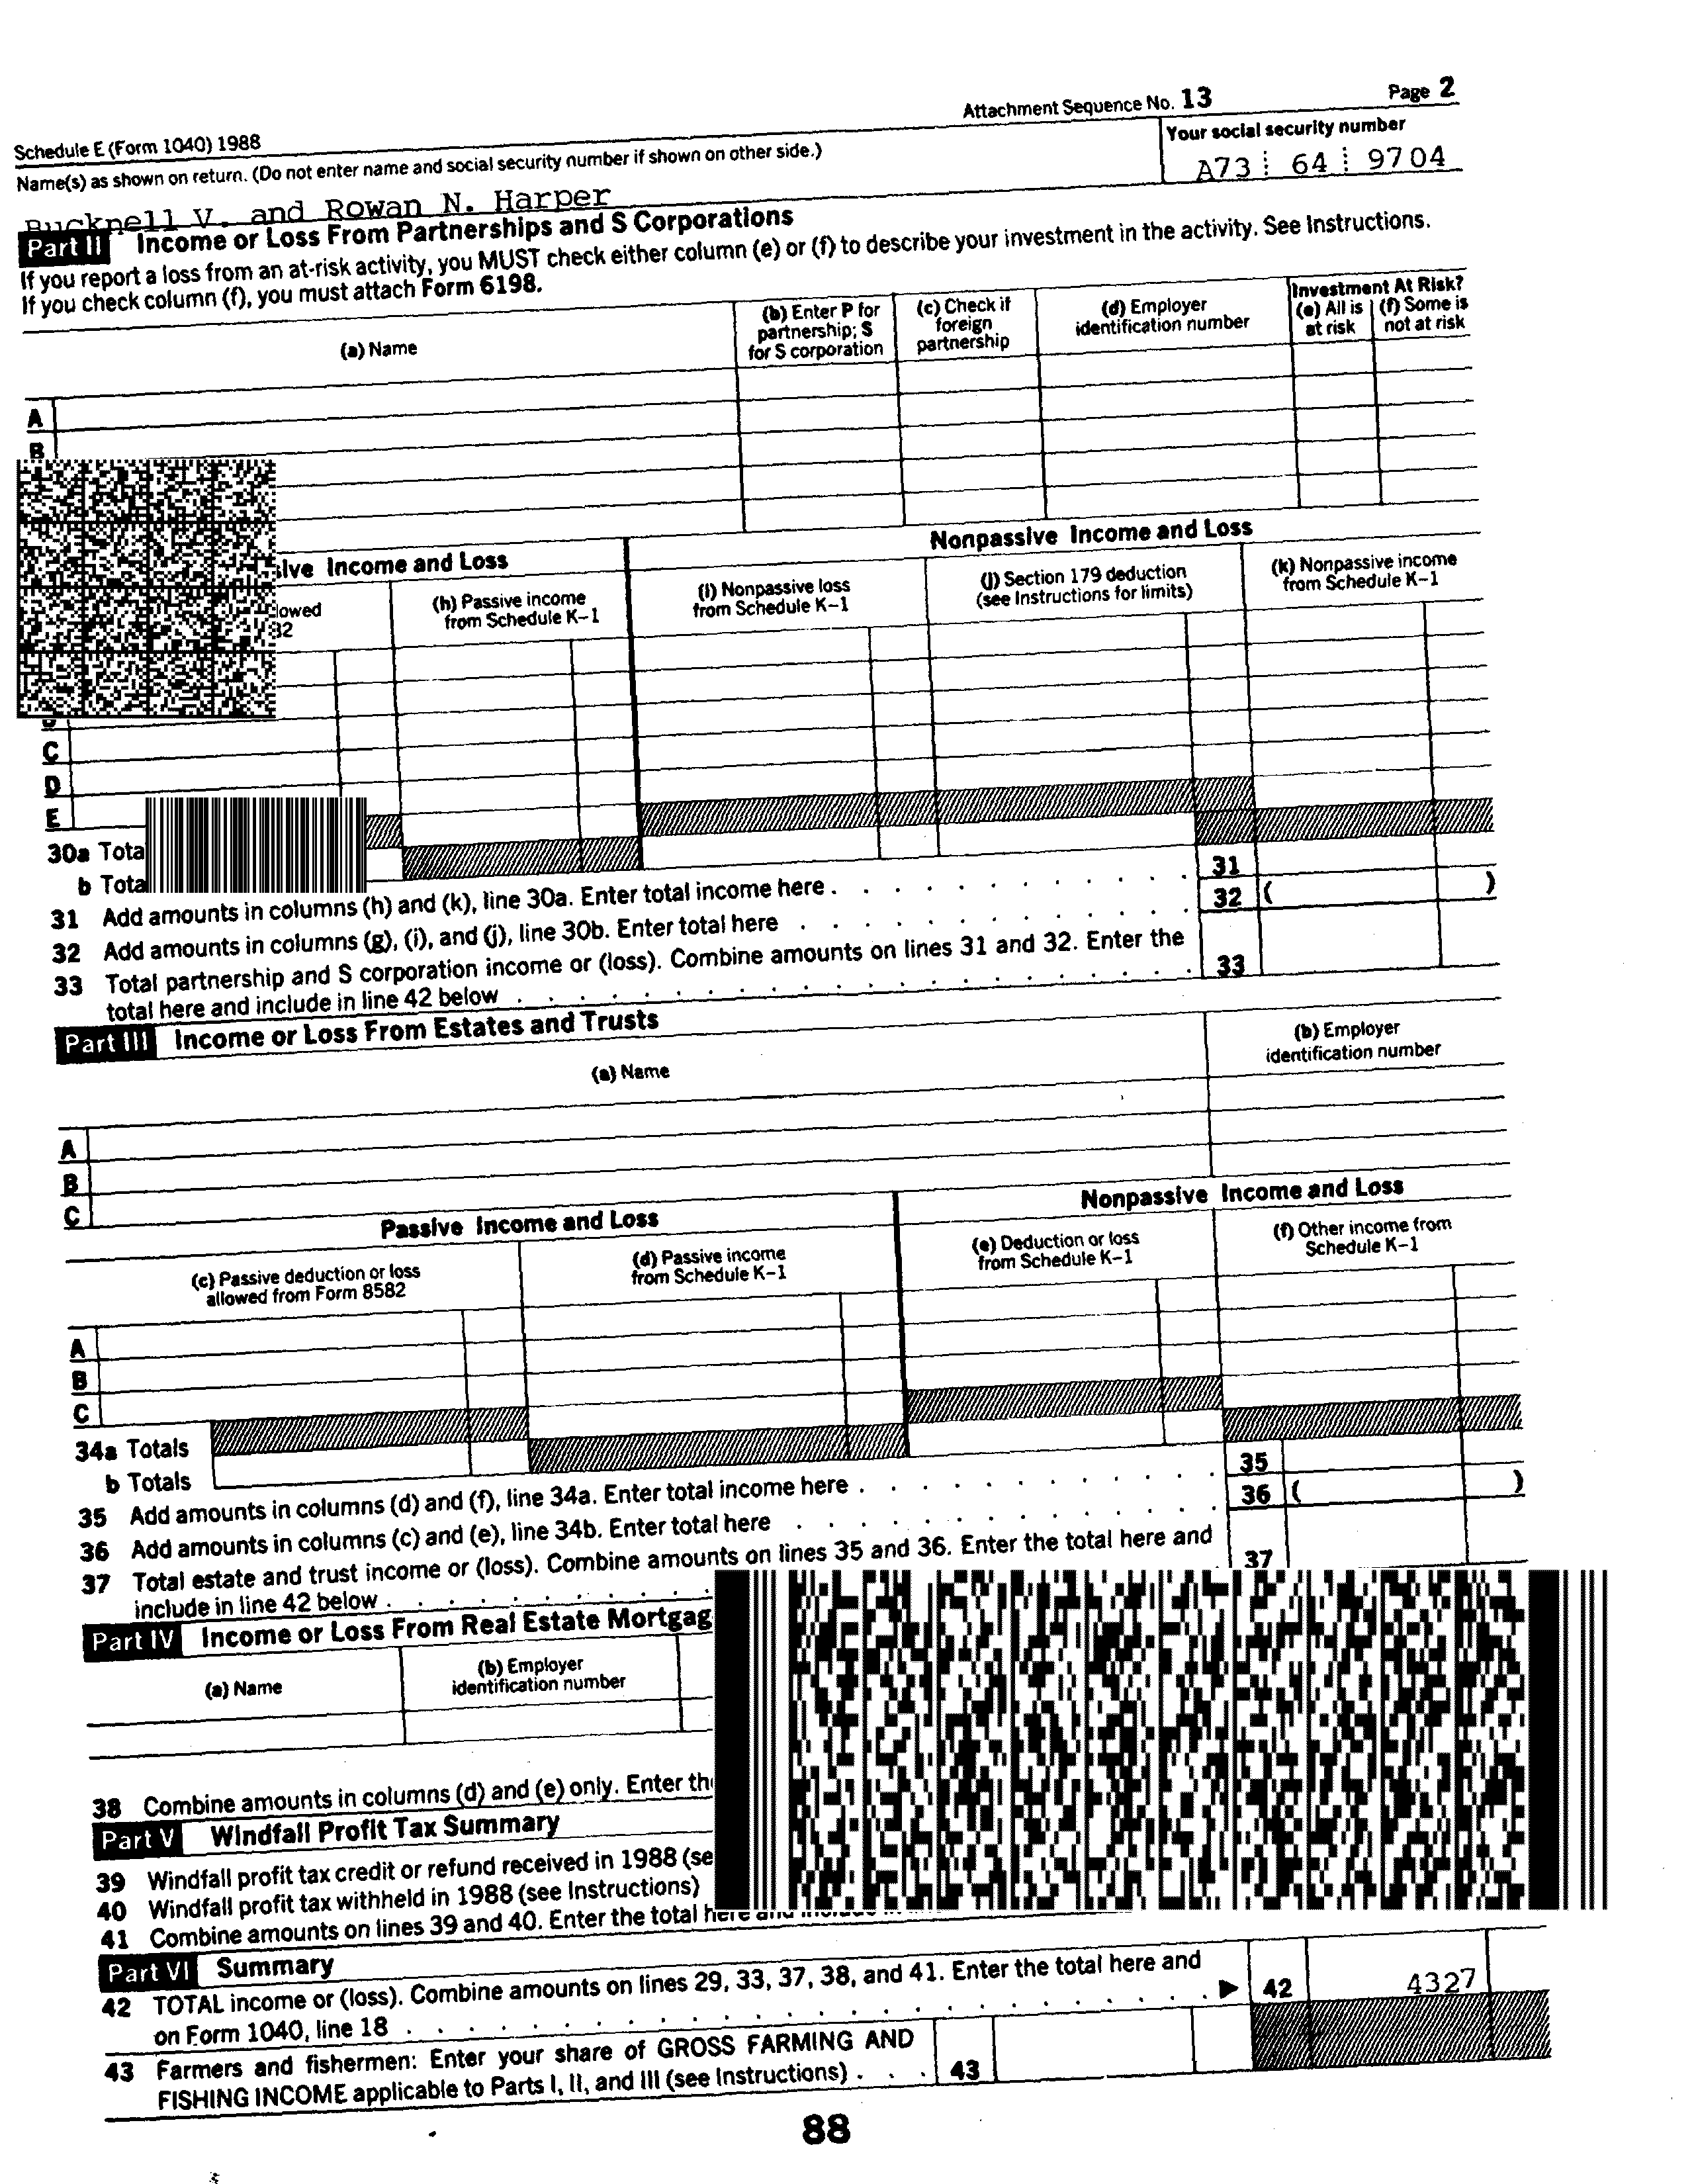 Attachment Sequence No. 13 Page 2
Schedule E (Form 1040) 1988
Name(s) as shown on return. (Do not enter name and social security number if shown on other side.)
Your social security number
Bucknell V. and Rowan N. Harper
A73 64 9704
Part II Income or Loss From Partnerships and S Corporations
If you report a loss from an at-risk activity, you MUST check either column (e) or (f) to describe your investment in the activity. See Instructions.
If you check column (f), you must attach Form 6198.
(a) Name
(b) Enter P for
partnership; S
for S corporation
(c) Check if
foreign
partnership
(d) Employer
identification number
Investment At Risk?
(e) All is
at risk
(f) Some is
not at risk
A
B
Income and Loss
Nonpassive Income and Loss
(h) Passive income
from Schedule K-1
(i) Nonpassive loss
from Schedule K-1
(j) Section 179 deduction
(see Instructions for limits)
(k) Nonpassive income
from Schedule K-1
C
D
E
30a
b
31 Add amounts in columns (h) and (k), line 30a. Enter total income here . . . . . . . . . . . 31
32 Add amounts in columns (g), (i), and (j), line 30b. Enter total here . . . . . . . . . . . . 32 ( )
33 Total partnership and S corporation income or (loss). Combine amounts on lines 31 and 32. Enter the
total here and include in line 42 below . . . . . . . . . . . . . . . . . . . . . . 33
Part III Income or Loss From Estates and Trusts
(a) Name
(b) Employer
identification number
A
B
C
Passive Income and Loss
Nonpassive Income and Loss
(c) Passive deduction or loss
allowed from Form 8582
(d) Passive income
from Schedule K-1
(e) Deduction or loss
from Schedule K-1
(f) Other income from
Schedule K-1
A
B
C
34a Totals
b Totals
35 Add amounts in columns (d) and (f), line 34a. Enter total income here . . . . . . . . . . . 35
36 Add amounts in columns (c) and (e), line 34b. Enter total here . . . . . . . . . . . . . 36 ( )
37 Total estate and trust income or (loss). Combine amounts on lines 35 and 36. Enter the total here and
include in line 42 below . . . . . . . . . . . 37
Part IV Income or Loss From Real Estate
(a) Name
(b) Employer
identification number
38 Combine amounts in columns (d) and (e) only. Enter
Part V Windfall Profit Tax Summary
39 Windfall profit tax credit or refund received in 1988
40 Windfall profit tax withheld in 1988 (see Instructions)
41 Combine amounts on lines 39 and 40. Enter the total here and
Part VI Summary
42 TOTAL income or (loss). Combine amounts on lines 29, 33, 37, 38, and 41. Enter the total here and
on Form 1040, line 18 . . . . . . . . . . . . . . . . . . . . . . . . . ▶ 42 4327
43 Farmers and fishermen: Enter your share of GROSS FARMING AND
FISHING INCOME applicable to Parts I, II, and III (see Instructions) . . . 43
88